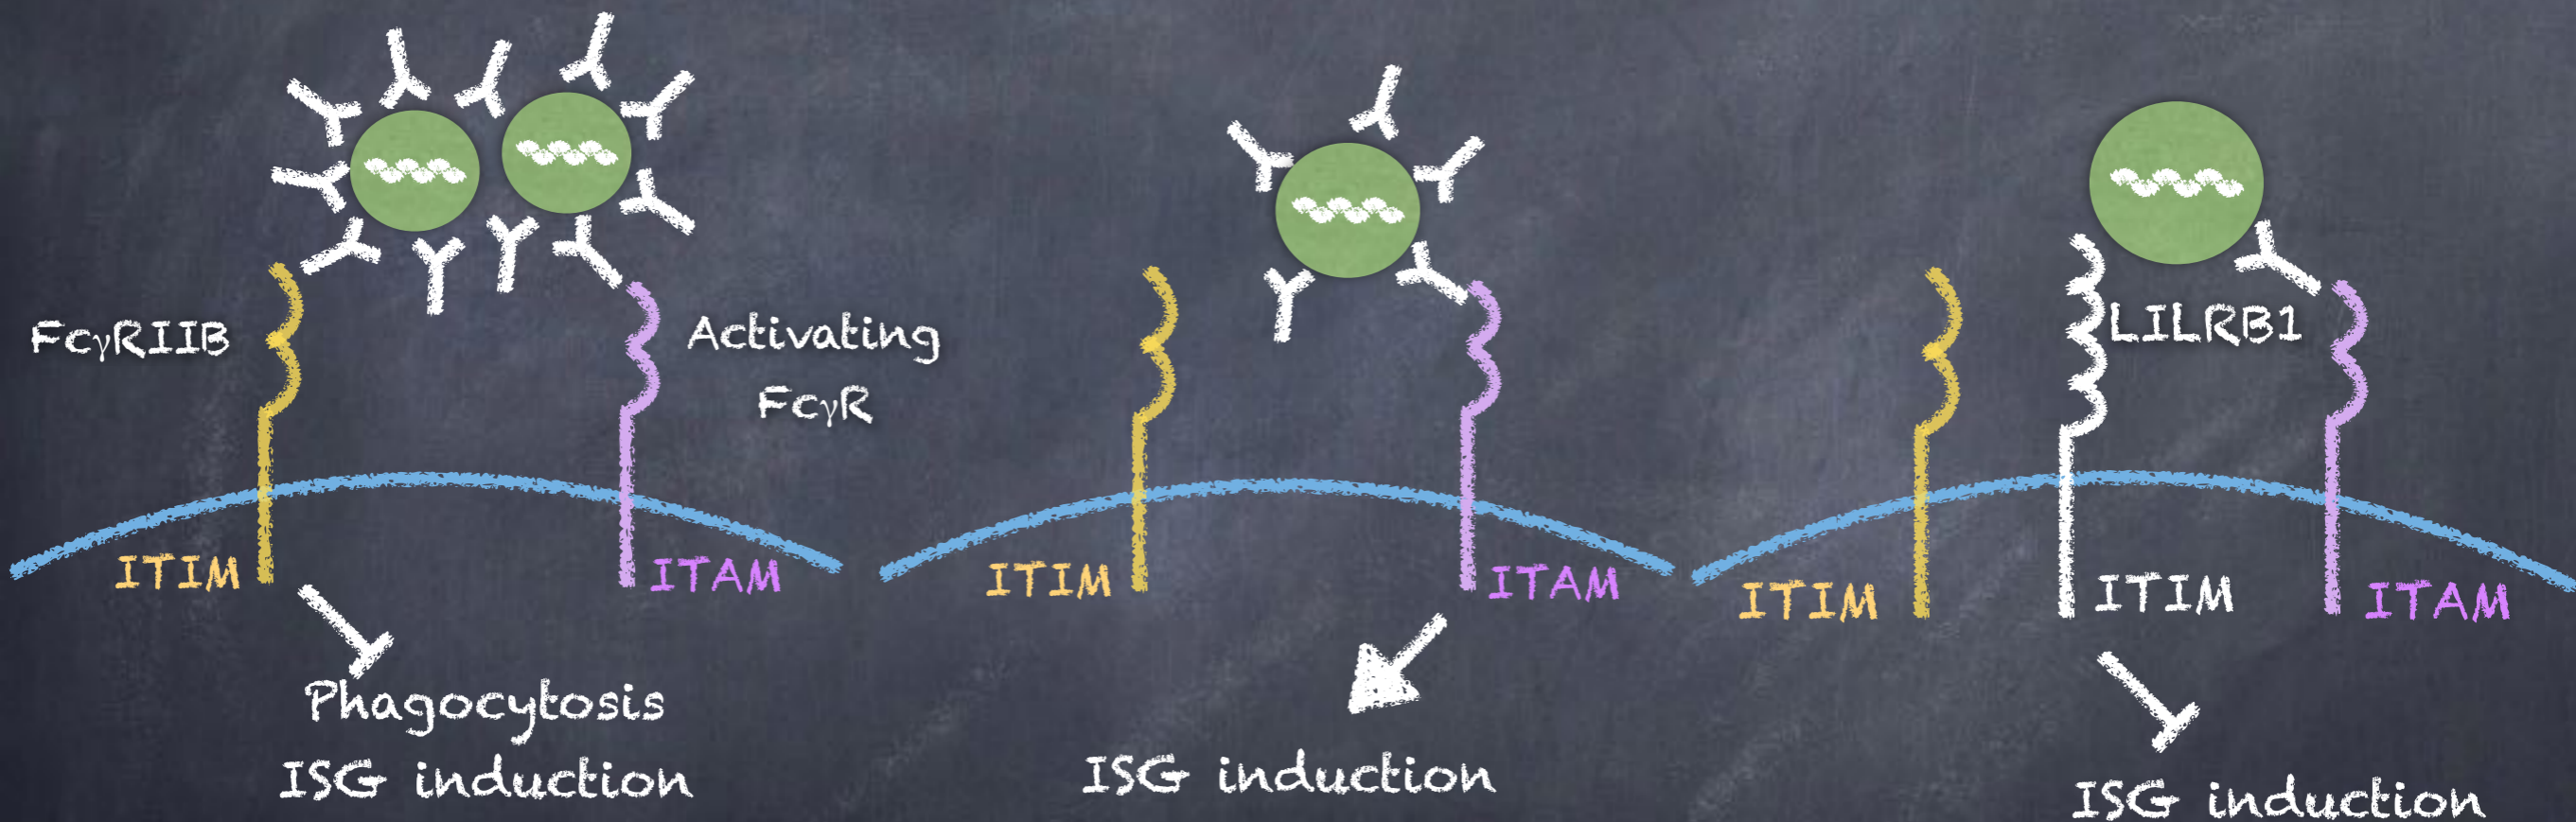 FcγRIIB
Activating
FcγR
ITIM
ITAM
Phagocytosis
ISG induction
ITIM
ITAM
ISG induction
LILRB1
ITIM
ITIM
ITAM
ISG induction